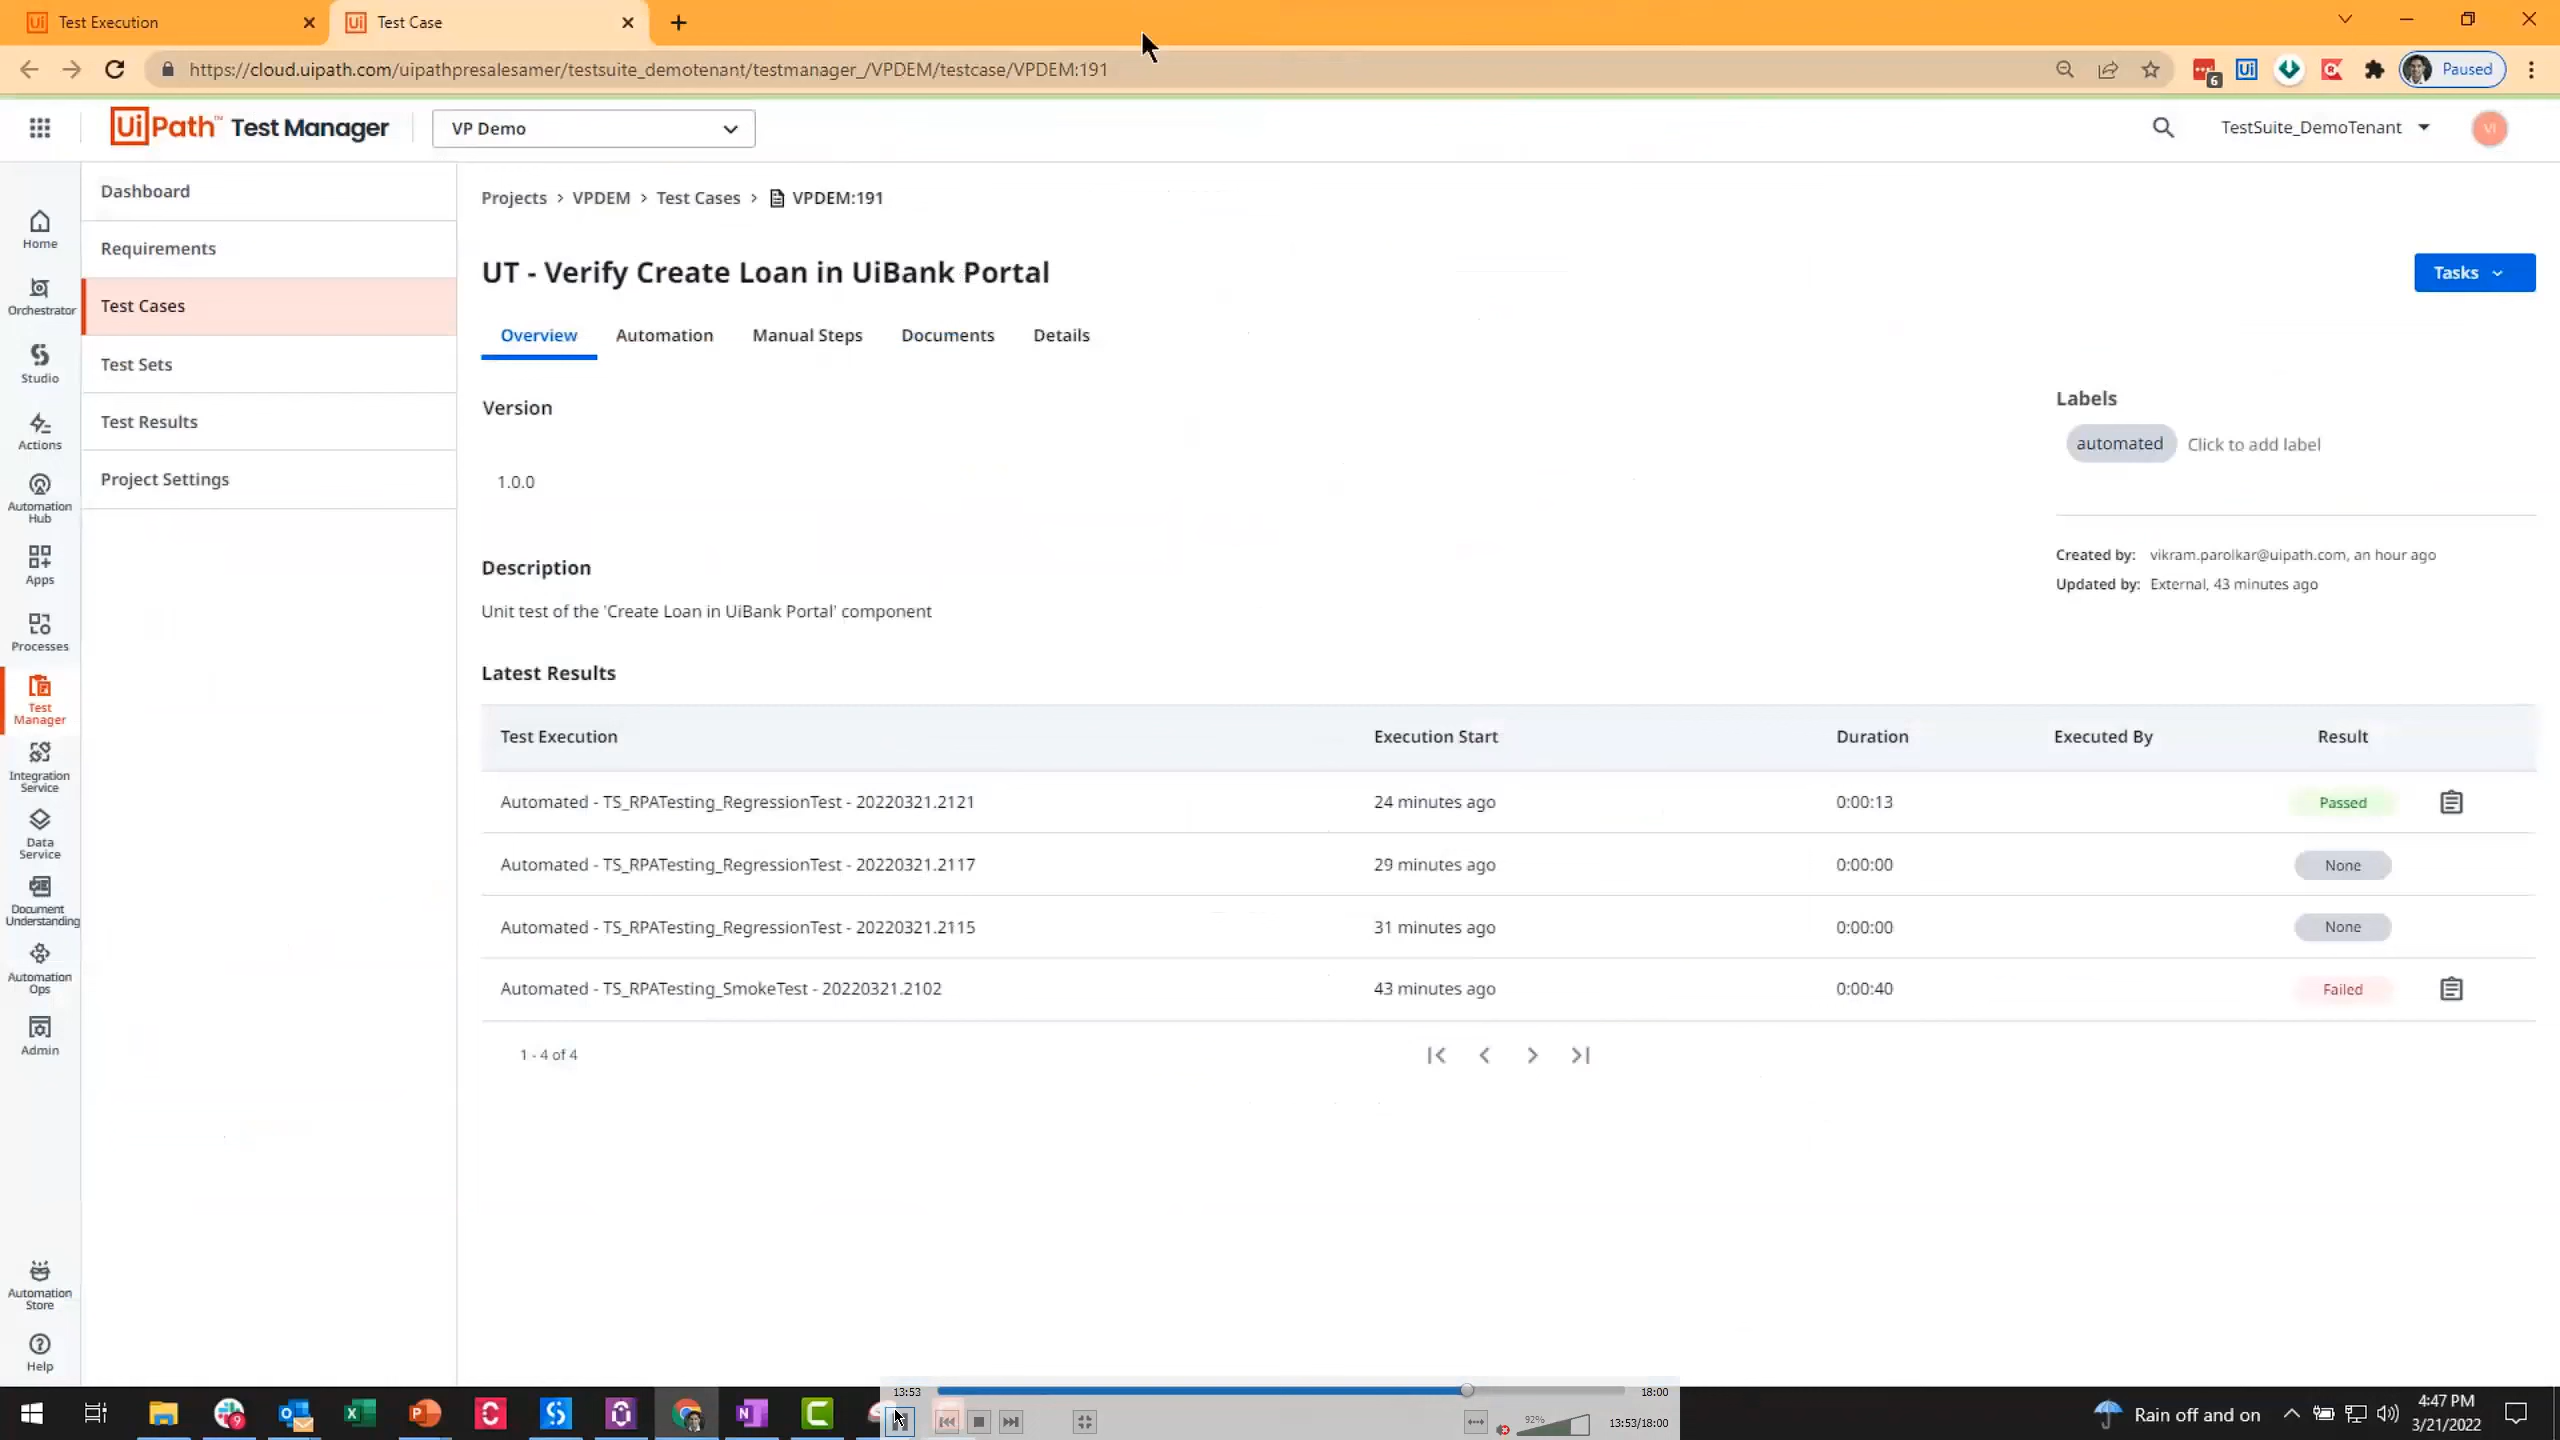 Test Execution
Test Case
https://cloud.uipath.com/uipathpresalesamer/testsuite_demotenant/testmanager_/VPDEM/testcase/VPDEM:191
6
Ui
Paused
UiPath™ Test Manager
VP Demo
TestSuite_DemoTenant
VI
Home
Orchestrator
Studio
Actions
Automation
Hub
Apps
Processes
Test
Manager
Integration
Service
Data
Service
Document
Understanding
Automation
Ops
Admin
Automation
Store
Help
Dashboard
Requirements
Test Cases
Test Sets
Test Results
Project Settings
Projects > VPDEM > Test Cases > VPDEM:191
UT - Verify Create Loan in UiBank Portal
Tasks
Overview Automation Manual Steps Documents Details
Version
1.0.0
Labels
automated Click to add label
Created by: vikram.parolkar@uipath.com, an hour ago
Updated by: External, 43 minutes ago
Description
Unit test of the 'Create Loan in UiBank Portal' component
Latest Results
Test Execution Execution Start Duration Executed By Result
Automated - TS_RPATesting_RegressionTest - 20220321.2121 24 minutes ago 0:00:13 Passed
Automated - TS_RPATesting_RegressionTest - 20220321.2117 29 minutes ago 0:00:00 None
Automated - TS_RPATesting_RegressionTest - 20220321.2115 31 minutes ago 0:00:00 None
Automated - TS_RPATesting_SmokeTest - 20220321.2102 43 minutes ago 0:00:40 Failed
1 - 4 of 4
13:53 18:00
92% 13:53/18:00
Rain off and on
4:47 PM
3/21/2022